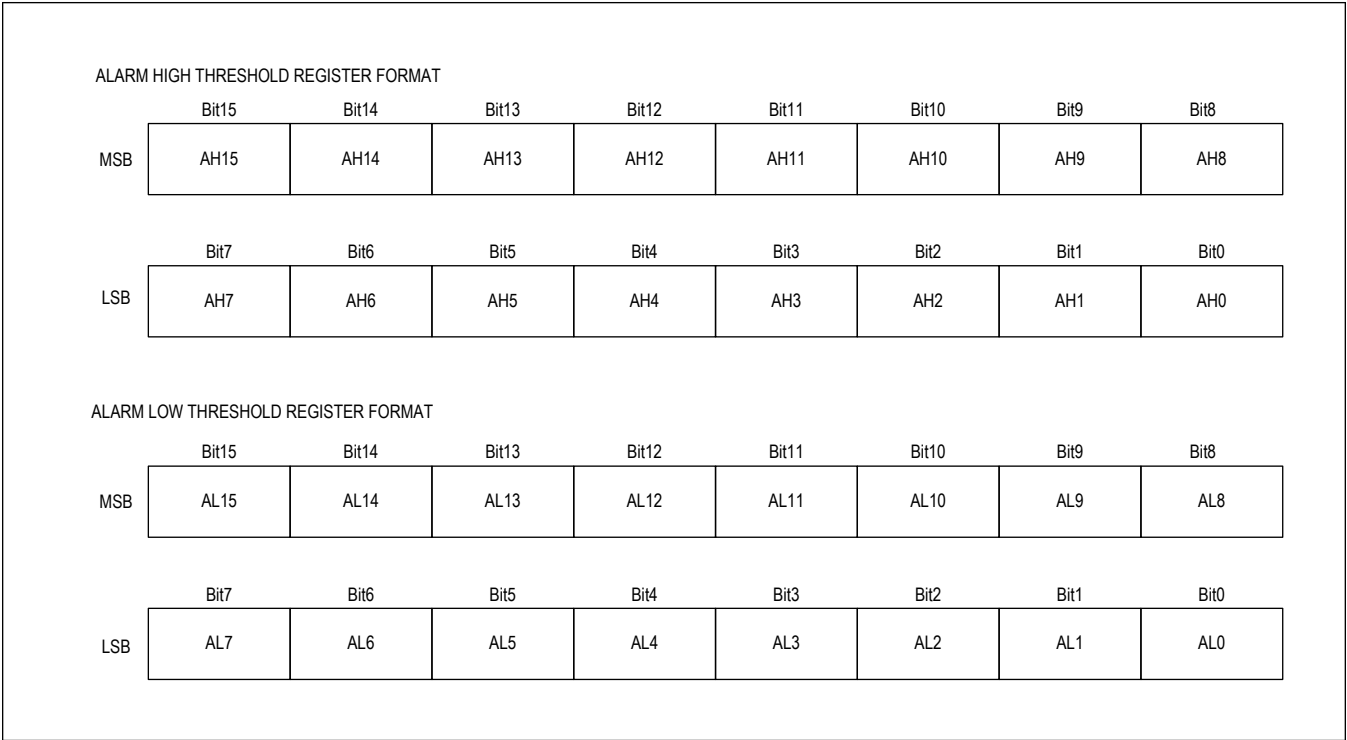 ALARM HIGH THRESHOLD REGISTER FORMAT
Bit15 Bit14 Bit13 Bit12 Bit11 Bit10 Bit9 Bit8
MSB AH15 AH14 AH13 AH12 AH11 AH10 AH9 AH8
Bit7 Bit6 Bit5 Bit4 Bit3 Bit2 Bit1 Bit0
LSB AH7 AH6 AH5 AH4 AH3 AH2 AH1 AH0
ALARM LOW THRESHOLD REGISTER FORMAT
Bit15 Bit14 Bit13 Bit12 Bit11 Bit10 Bit9 Bit8
MSB AL15 AL14 AL13 AL12 AL11 AL10 AL9 AL8
Bit7 Bit6 Bit5 Bit4 Bit3 Bit2 Bit1 Bit0
LSB AL7 AL6 AL5 AL4 AL3 AL2 AL1 AL0